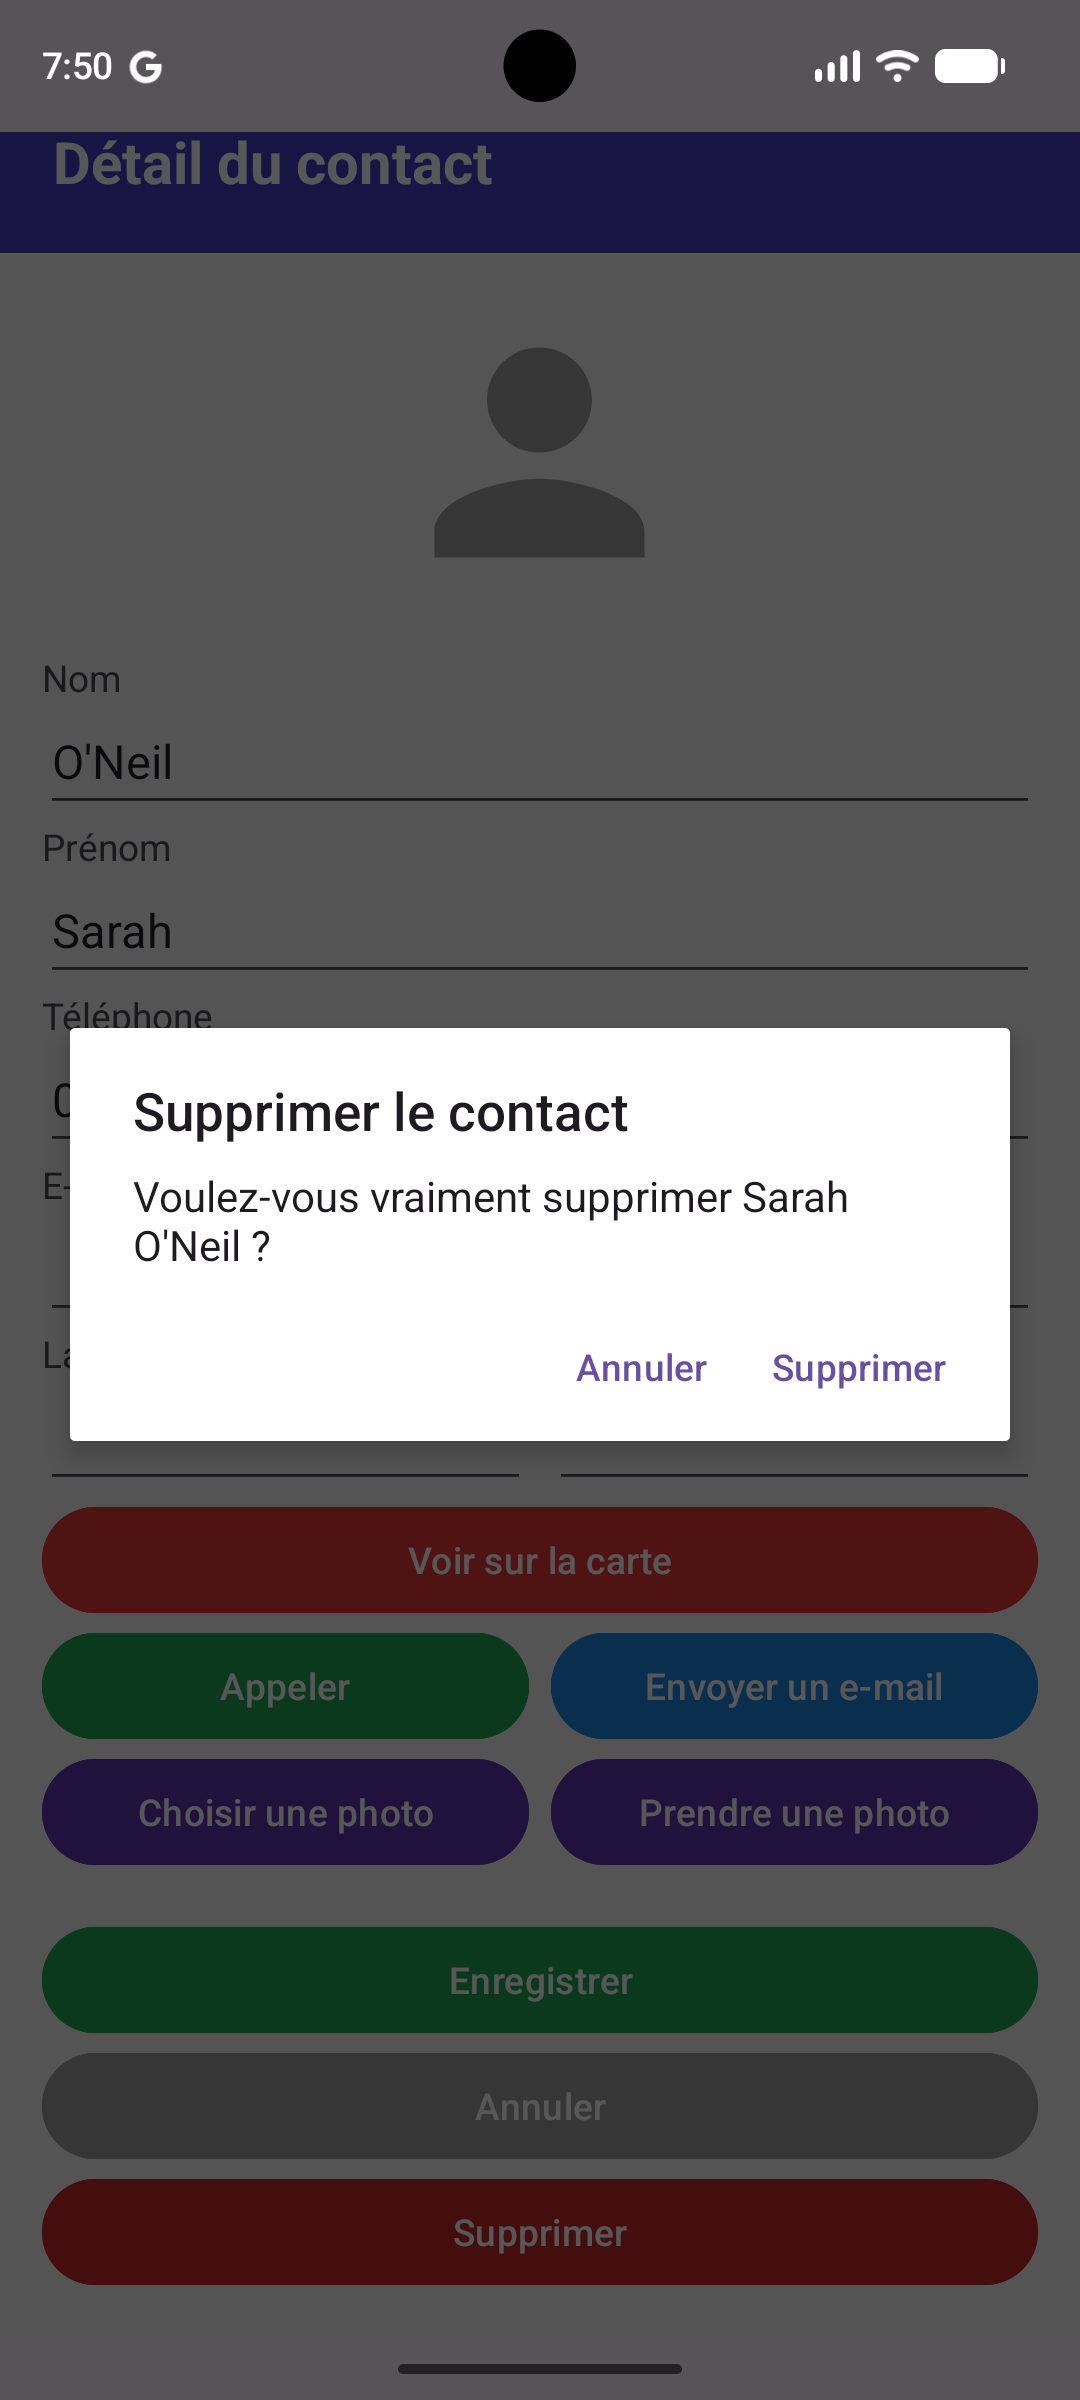 7:50
Détail du contact
Nom
O'Neil
Prénom
Sarah
Téléphone
Supprimer le contact
Voulez-vous vraiment supprimer Sarah
O'Neil ?
Annuler Supprimer
Voir sur la carte
Appeler Envoyer un e-mail
Choisir une photo Prendre une photo
Enregistrer
Annuler
Supprimer